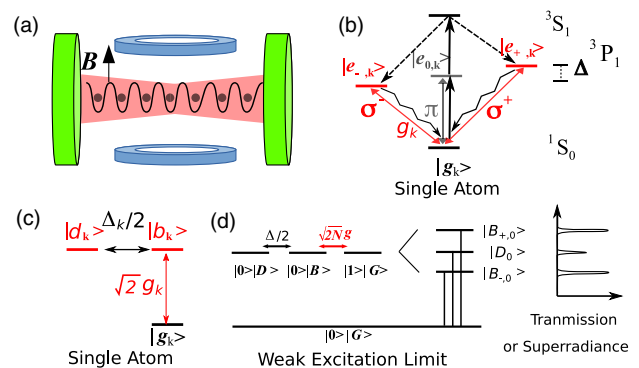 (a)
B
(b)
³S₁
|e₋,ₖ>
|e₀,ₖ>
|e₊,ₖ>
³P₁
Δ
σ⁻
π
σ⁺
gₖ
¹S₀
|gₖ>
Single Atom
(c)
|dₖ>
Δₖ/2
|bₖ>
√2 gₖ
|gₖ>
Single Atom
(d)
Δ/2
√2N g
|0>|D>
|0>|B>
|1>|G>
|B₊,₀>
|D₀>
|B₋,₀>
|0>|G>
Weak Excitation Limit
Tranmission
or Superradiance